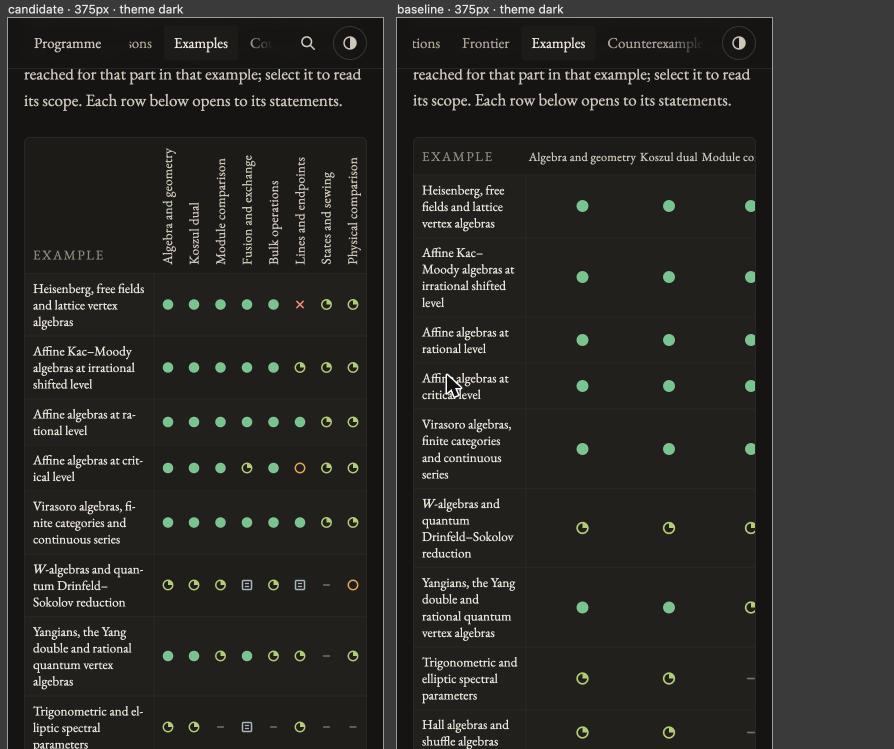 candidate · 375px · theme dark
Programme
sons
Examples
reached for that part in that example; select it to read
its scope. Each row below opens to its statements.
EXAMPLE
Algebra and geometry
Koszul dual
Module comparison
Fusion and exchange
Bulk operations
Lines and endpoints
States and sewing
Physical comparison
Heisenberg, free fields
and lattice vertex
algebras
Affine Kac–Moody
algebras at irrational
shifted level
Affine algebras at ra-
tional level
Affine algebras at crit-
ical level
Virasoro algebras, fi-
nite categories and
continuous series
W-algebras and quan-
tum Drinfeld–
Sokolov reduction
Yangians, the Yang
double and rational
quantum vertex
algebras
Trigonometric and el-
liptic spectral
parameters
baseline · 375px · theme dark
tions
Frontier
Examples
Counterexamp
reached for that part in that example; select it to read
its scope. Each row below opens to its statements.
EXAMPLE
Algebra and geometry
Koszul dual
Module co
Heisenberg, free
fields and lattice
vertex algebras
Affine Kac–
Moody algebras at
irrational shifted
level
Affine algebras at
rational level
Affine algebras at
critical level
Virasoro algebras,
finite categories
and continuous
series
W-algebras and
quantum
Drinfeld–Sokolov
reduction
Yangians, the Yang
double and
rational quantum
vertex algebras
Trigonometric and
elliptic spectral
parameters
Hall algebras and
shuffle algebras